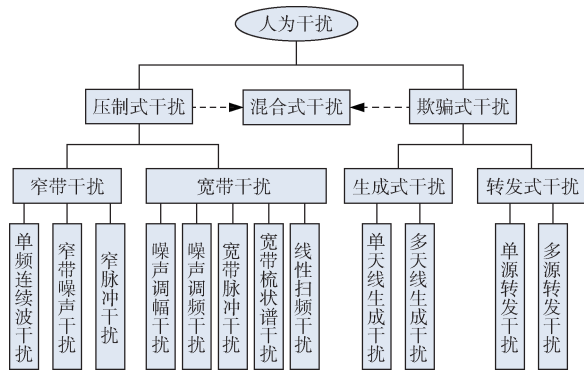 人为干扰
压制式干扰
混合式干扰
欺骗式干扰
窄带干扰
宽带干扰
生成式干扰
转发式干扰
单频连续波干扰
窄带噪声干扰
窄脉冲干扰
噪声调幅干扰
噪声调频干扰
宽带脉冲干扰
宽带梳状谱干扰
线性扫频干扰
单天线生成干扰
多天线生成干扰
单源转发干扰
多源转发干扰